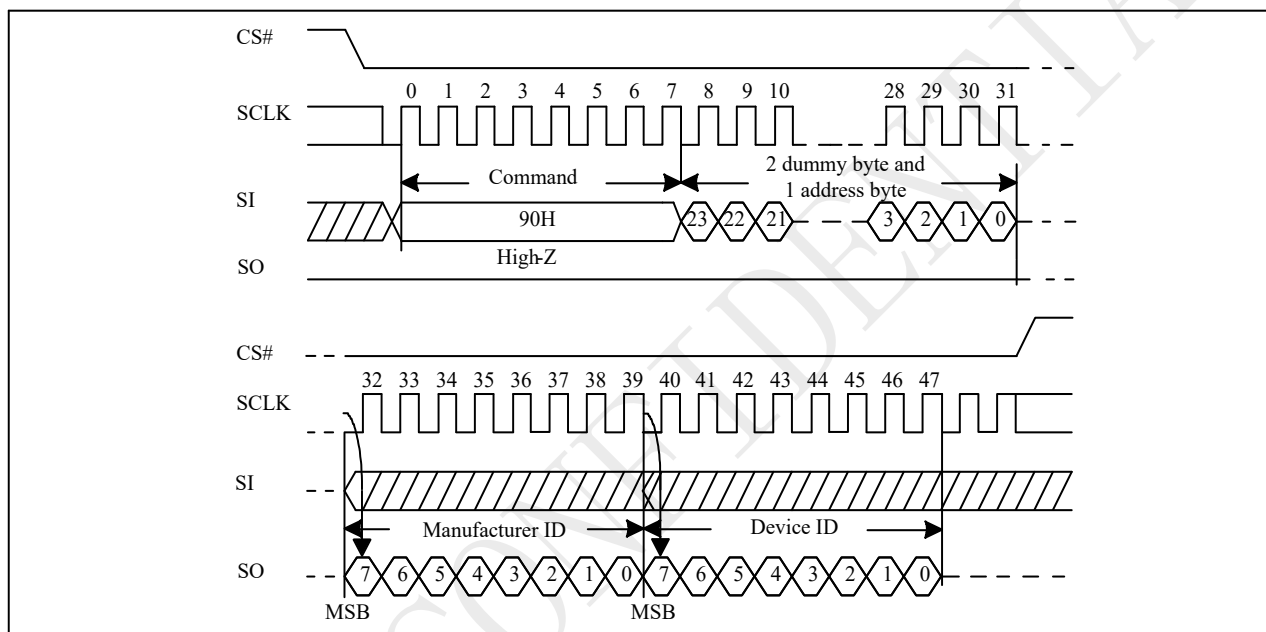 CS#
0 1 2 3 4 5 6 7 8 9 10 28 29 30 31
SCLK
Command
2 dummy byte and
1 address byte
SI
90H
23 22 21 3 2 1 0
High-Z
SO
CS#
32 33 34 35 36 37 38 39 40 41 42 43 44 45 46 47
SCLK
SI
Manufacturer ID
Device ID
SO
7 6 5 4 3 2 1 0 7 6 5 4 3 2 1 0
MSB
MSB